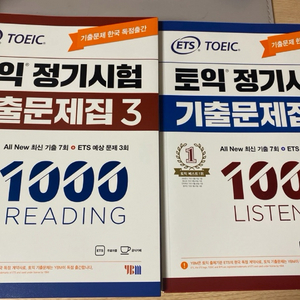 기출문제 한국 독점출간
TOEIC
익 정기시험
출문제집 3
All New 최신 기출 7회 + ETS 예상 문제 3회
1000
READING
ETS
YBM
기출문제 한
ETS TOEIC
토익 정기시
기출문제집
All New 최신 기출 7회 + ETS
1
100
LISTEN